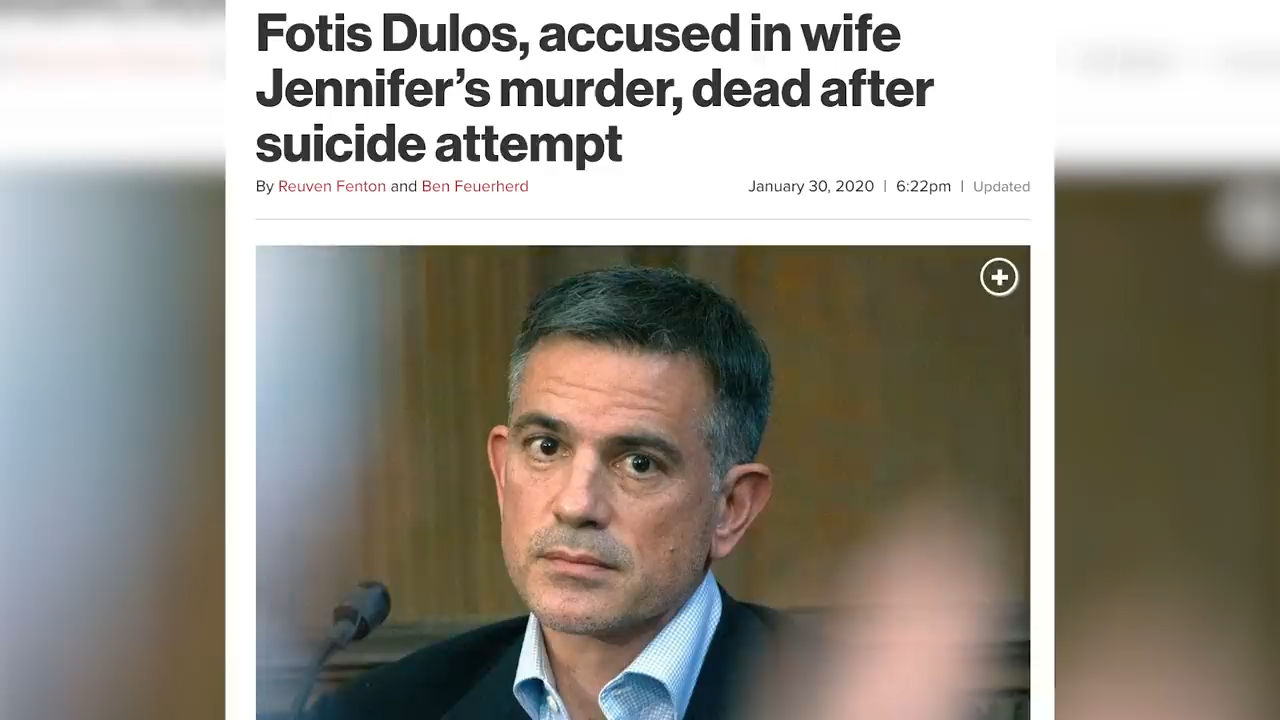 Fotis Dulos, accused in wife
Jennifer’s murder, dead after
suicide attempt
By Reuven Fenton and Ben Feuerherd
January 30, 2020 | 6:22pm | Updated